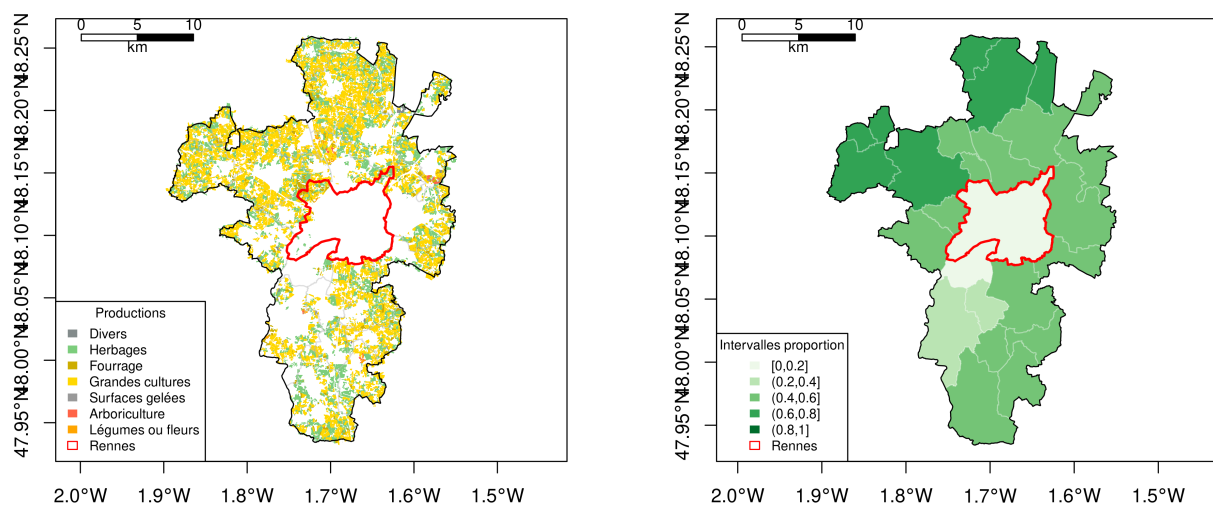 0 5 10
km
48.25°N
48.20°N
48.15°N
48.10°N
48.05°N
48.00°N
47.95°N
Productions
Divers
Herbages
Fourrage
Grandes cultures
Surfaces gelées
Arboriculture
Légumes ou fleurs
Rennes
2.0°W 1.9°W 1.8°W 1.7°W 1.6°W 1.5°W
0 5 10
km
48.25°N
48.20°N
48.15°N
48.10°N
48.05°N
48.00°N
47.95°N
Intervalles proportion
[0,0.2]
(0.2,0.4]
(0.4,0.6]
(0.6,0.8]
(0.8,1]
Rennes
2.0°W 1.9°W 1.8°W 1.7°W 1.6°W 1.5°W